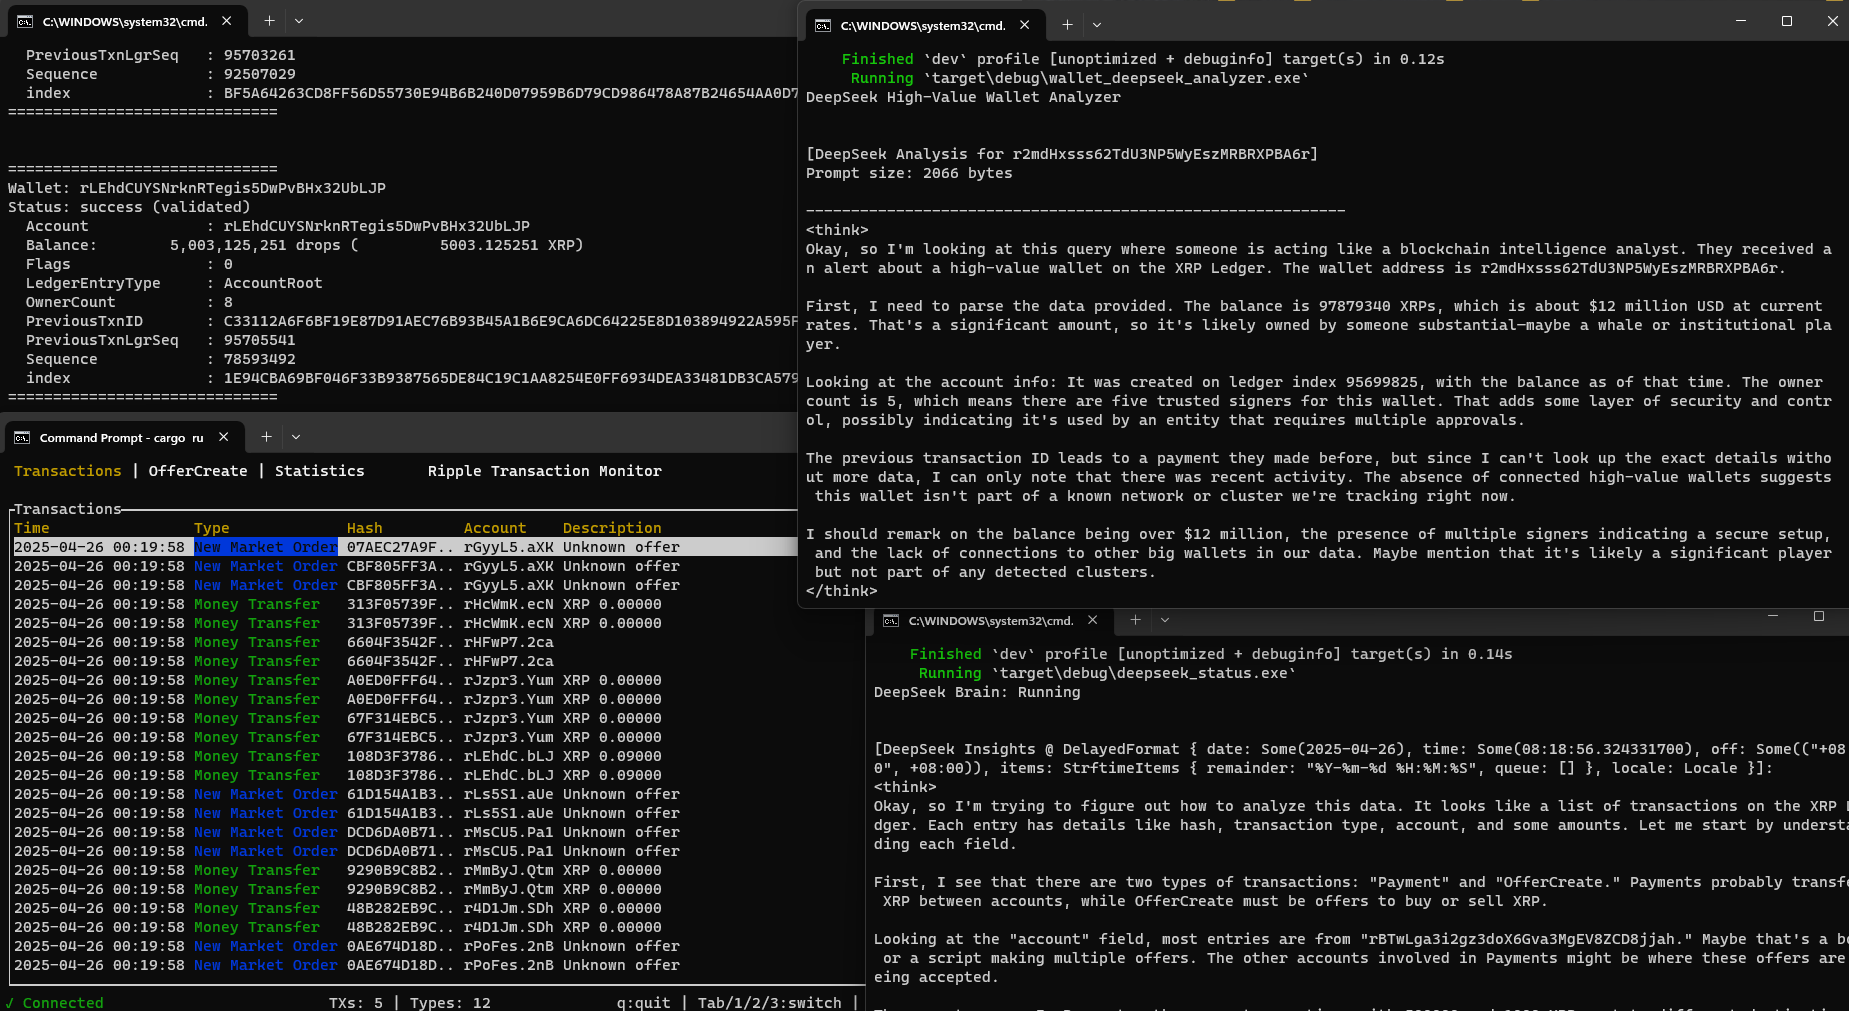 C:\WINDOWS\system32\cmd.
PreviousTxnLgrSeq : 95703261
Sequence : 92507029
index : BF5A64263CD8FF56D55730E94B6B240D07959B6D79CD986478A87B24654AA0D7
==============================
==============================
Wallet: rLEhdCUYSNrknRTegis5DwPvBHx32UbLJP
Status: success (validated)
Account : rLEhdCUYSNrknRTegis5DwPvBHx32UbLJP
Balance: 5,003,125,251 drops ( 5003.125251 XRP)
Flags : 0
LedgerEntryType : AccountRoot
OwnerCount : 8
PreviousTxnID : C33112A6F6BF19E87D91AEC76B93B45A1B6E9CA6DC64225E8D103894922A595F
PreviousTxnLgrSeq : 95705541
Sequence : 78593492
index : 1E94CBA69BF046F33B9387565DE84C19C1AA8254E0FF6934DEA33481DB3CA579
==============================
Command Prompt - cargo ru
Transactions | OfferCreate | Statistics Ripple Transaction Monitor
Transactions
Time Type Hash Account Description
2025-04-26 00:19:58 New Market Order 07AEC27A9F.. rGyyL5.aXK Unknown offer
2025-04-26 00:19:58 New Market Order CBF805FF3A.. rGyyL5.aXK Unknown offer
2025-04-26 00:19:58 New Market Order CBF805FF3A.. rGyyL5.aXK Unknown offer
2025-04-26 00:19:58 Money Transfer 313F05739F.. rHcWmK.ecN XRP 0.00000
2025-04-26 00:19:58 Money Transfer 313F05739F.. rHcWmK.ecN XRP 0.00000
2025-04-26 00:19:58 Money Transfer 6604F3542F.. rHFwP7.2ca
2025-04-26 00:19:58 Money Transfer 6604F3542F.. rHFwP7.2ca
2025-04-26 00:19:58 Money Transfer A0ED0FFF64.. rJzpr3.Yum XRP 0.00000
2025-04-26 00:19:58 Money Transfer A0ED0FFF64.. rJzpr3.Yum XRP 0.00000
2025-04-26 00:19:58 Money Transfer 67F314EBC5.. rJzpr3.Yum XRP 0.00000
2025-04-26 00:19:58 Money Transfer 67F314EBC5.. rJzpr3.Yum XRP 0.00000
2025-04-26 00:19:58 Money Transfer 108D3F3786.. rLEhdC.bLJ XRP 0.09000
2025-04-26 00:19:58 Money Transfer 108D3F3786.. rLEhdC.bLJ XRP 0.09000
2025-04-26 00:19:58 New Market Order 61D154A1B3.. rLs5S1.aUe Unknown offer
2025-04-26 00:19:58 New Market Order 61D154A1B3.. rLs5S1.aUe Unknown offer
2025-04-26 00:19:58 New Market Order DCD6DA0B71.. rMsCU5.Pa1 Unknown offer
2025-04-26 00:19:58 New Market Order DCD6DA0B71.. rMsCU5.Pa1 Unknown offer
2025-04-26 00:19:58 Money Transfer 9290B9C8B2.. rMmByJ.Qtm XRP 0.00000
2025-04-26 00:19:58 Money Transfer 9290B9C8B2.. rMmByJ.Qtm XRP 0.00000
2025-04-26 00:19:58 Money Transfer 48B282EB9C.. r4D1Jm.SDh XRP 0.00000
2025-04-26 00:19:58 Money Transfer 48B282EB9C.. r4D1Jm.SDh XRP 0.00000
2025-04-26 00:19:58 New Market Order 0AE674D18D.. rPoFes.2nB Unknown offer
2025-04-26 00:19:58 New Market Order 0AE674D18D.. rPoFes.2nB Unknown offer
✓ Connected TXs: 5 | Types: 12 q:quit | Tab/1/2/3:switch |
C:\WINDOWS\system32\cmd.
Finished `dev` profile [unoptimized + debuginfo] target(s) in 0.12s
Running `target\debug\wallet_deepseek_analyzer.exe`
DeepSeek High-Value Wallet Analyzer
[DeepSeek Analysis for r2mdHxsss62TdU3NP5WyEszMRBRXPBA6r]
Prompt size: 2066 bytes
------------------------------------------------------------
<think>
Okay, so I'm looking at this query where someone is acting like a blockchain intelligence analyst. They received a
n alert about a high-value wallet on the XRP Ledger. The wallet address is r2mdHxsss62TdU3NP5WyEszMRBRXPBA6r.
First, I need to parse the data provided. The balance is 97879340 XRPs, which is about $12 million USD at current
rates. That's a significant amount, so it's likely owned by someone substantial—maybe a whale or institutional pla
yer.
Looking at the account info: It was created on ledger index 95699825, with the balance as of that time. The owner
count is 5, which means there are five trusted signers for this wallet. That adds some layer of security and contr
ol, possibly indicating it's used by an entity that requires multiple approvals.
The previous transaction ID leads to a payment they made before, but since I can't look up the exact details witho
ut more data, I can only note that there was recent activity. The absence of connected high-value wallets suggests
this wallet isn't part of a known network or cluster we're tracking right now.
I should remark on the balance being over $12 million, the presence of multiple signers indicating a secure setup,
and the lack of connections to other big wallets in our data. Maybe mention that it's likely a significant player
but not part of any detected clusters.
</think>
C:\WINDOWS\system32\cmd.
Finished `dev` profile [unoptimized + debuginfo] target(s) in 0.14s
Running `target\debug\deepseek_status.exe`
DeepSeek Brain: Running
[DeepSeek Insights @ DelayedFormat { date: Some(2025-04-26), time: Some(08:18:56.324331700), off: Some(("+08
0", +08:00)), items: StrftimeItems { remainder: "%Y-%m-%d %H:%M:%S", queue: [] }, locale: Locale }]:
<think>
Okay, so I'm trying to figure out how to analyze this data. It looks like a list of transactions on the XRP
dger. Each entry has details like hash, transaction type, account, and some amounts. Let me start by understa
ding each field.
First, I see that there are two types of transactions: "Payment" and "OfferCreate." Payments probably transfe
XRP between accounts, while OfferCreate must be offers to buy or sell XRP.
Looking at the "account" field, most entries are from "rBTwLga3i2gz3doX6Gva3MgEV8ZCD8jjah." Maybe that's a
or a script making multiple offers. The other accounts involved in Payments might be where these offers are
eing accepted.